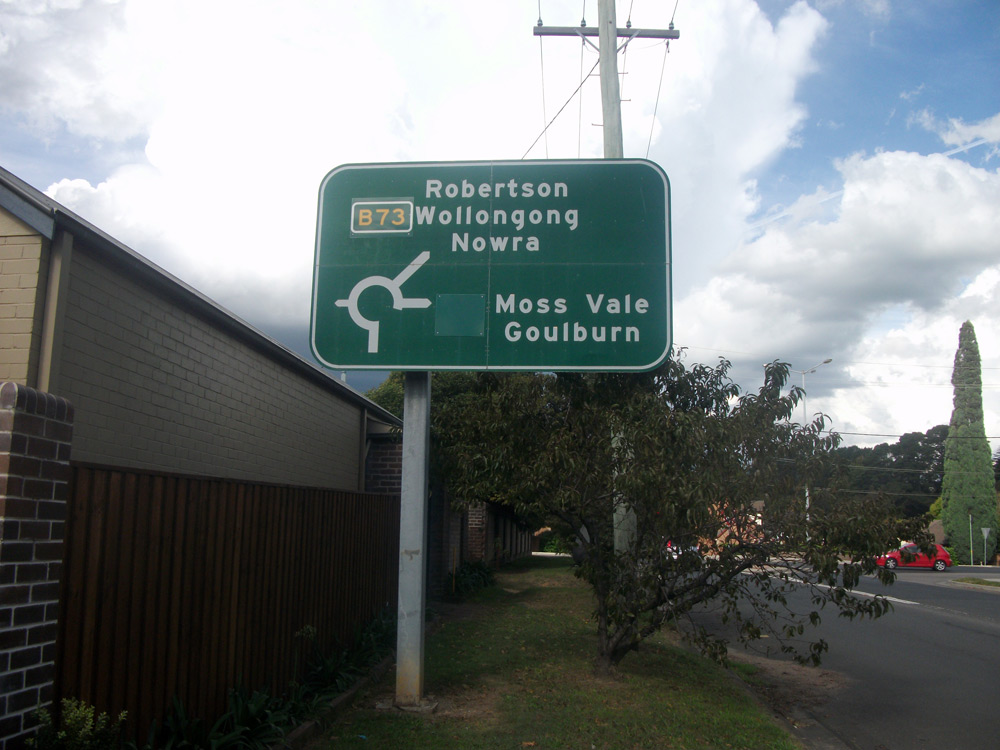 Robertson
B73 Wollongong
Nowra
Moss Vale
Goulburn